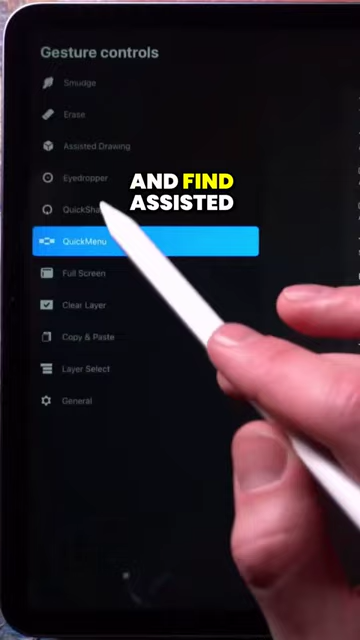 Gesture controls
Smudge
Erase
Assisted Drawing
Eyedropper
AND FIND
ASSISTED
QuickSha
QuickMenu
Full Screen
Clear Layer
Copy & Paste
Layer Select
General